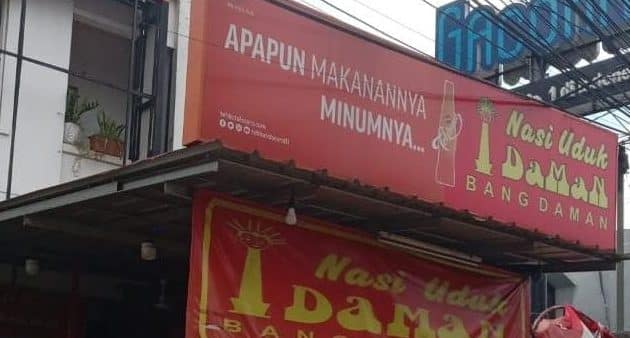 APAPUN MAKANANNYA
MINUMNYA...
Nasi Uduk
I DaMaN
BANG DAMAN
Nasi Uduk
I DaMaN